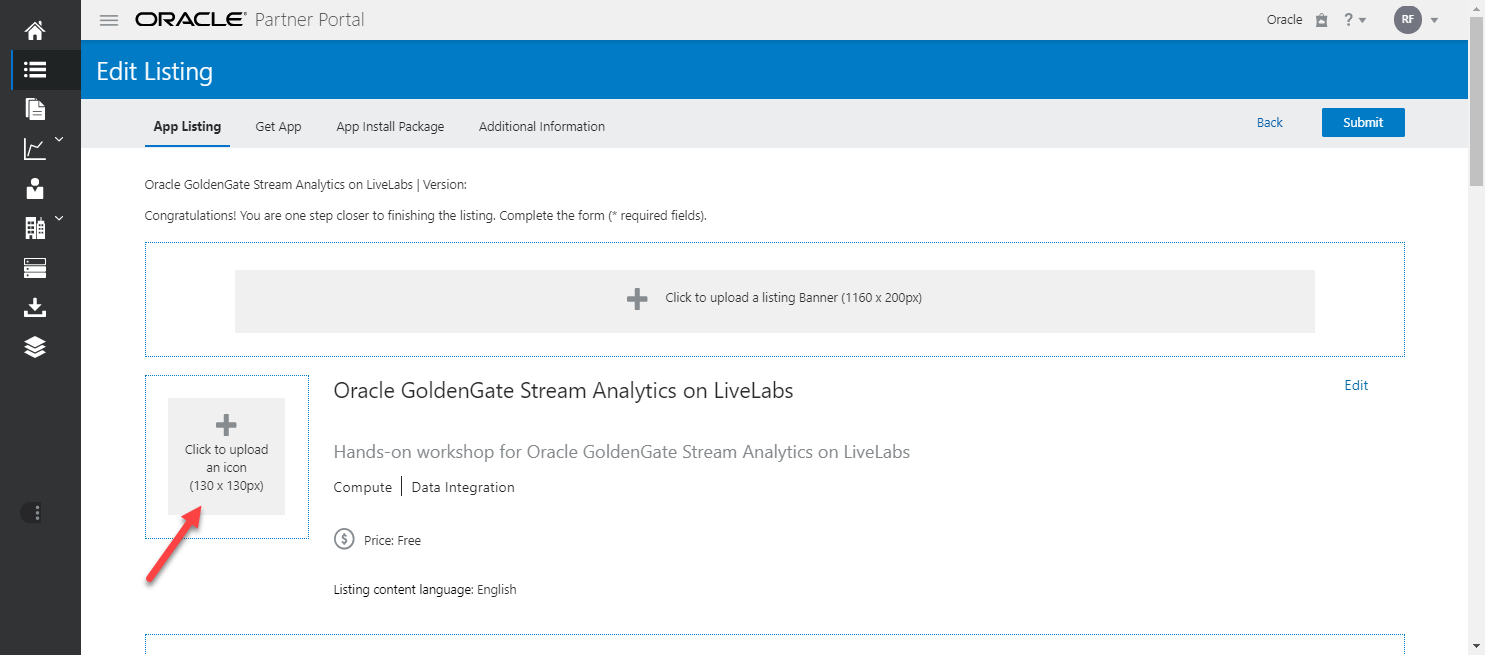 ORACLE Partner Portal
Oracle ? RF
Edit Listing
App Listing Get App App Install Package Additional Information Back Submit
Oracle GoldenGate Stream Analytics on LiveLabs | Version:
Congratulations! You are one step closer to finishing the listing. Complete the form (* required fields).
Click to upload a listing Banner (1160 x 200px)
Click to upload
an icon
(130 x 130px)
Oracle GoldenGate Stream Analytics on LiveLabs
Edit
Hands-on workshop for Oracle GoldenGate Stream Analytics on LiveLabs
Compute | Data Integration
$ Price: Free
Listing content language: English